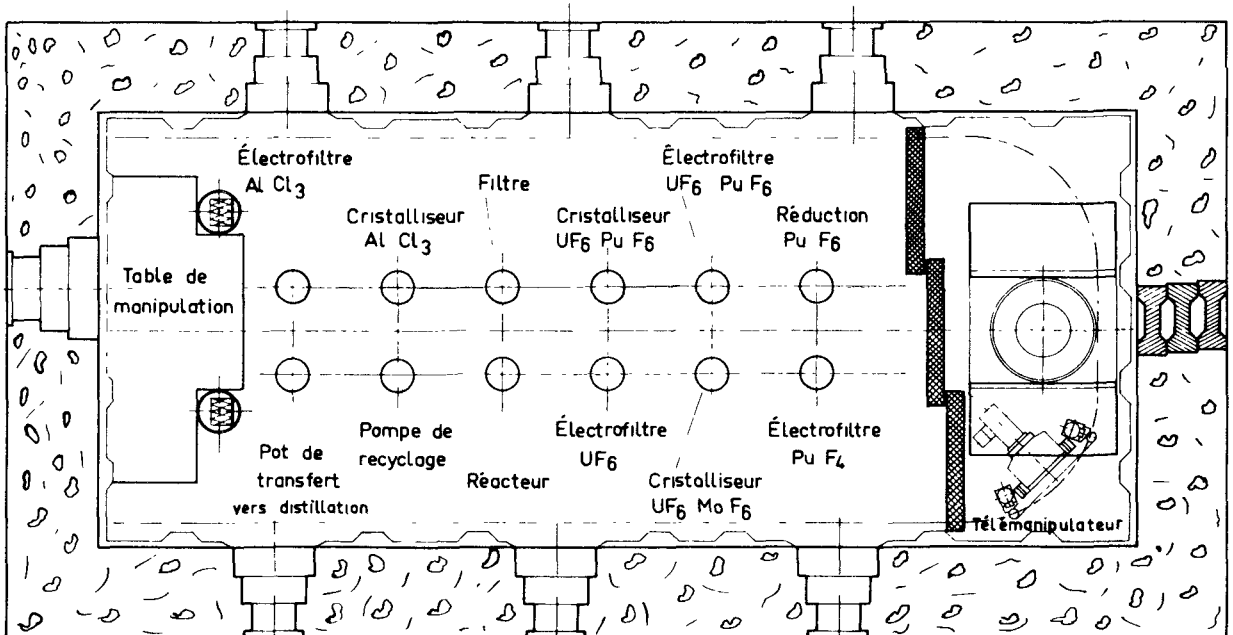 Électrofiltre
Al Cl3
Filtre
Électrofiltre
UF6 Pu F6
Cristalliseur
Al Cl3
Cristalliseur
UF6 Pu F6
Réduction
Pu F6
Table de
manipulation
Pot de
transfert
vers distillation
Pompe de
recyclage
Réacteur
Électrofiltre
UF6
Cristalliseur
UF6 Mo F6
Électrofiltre
Pu F4
Télémanipulateur